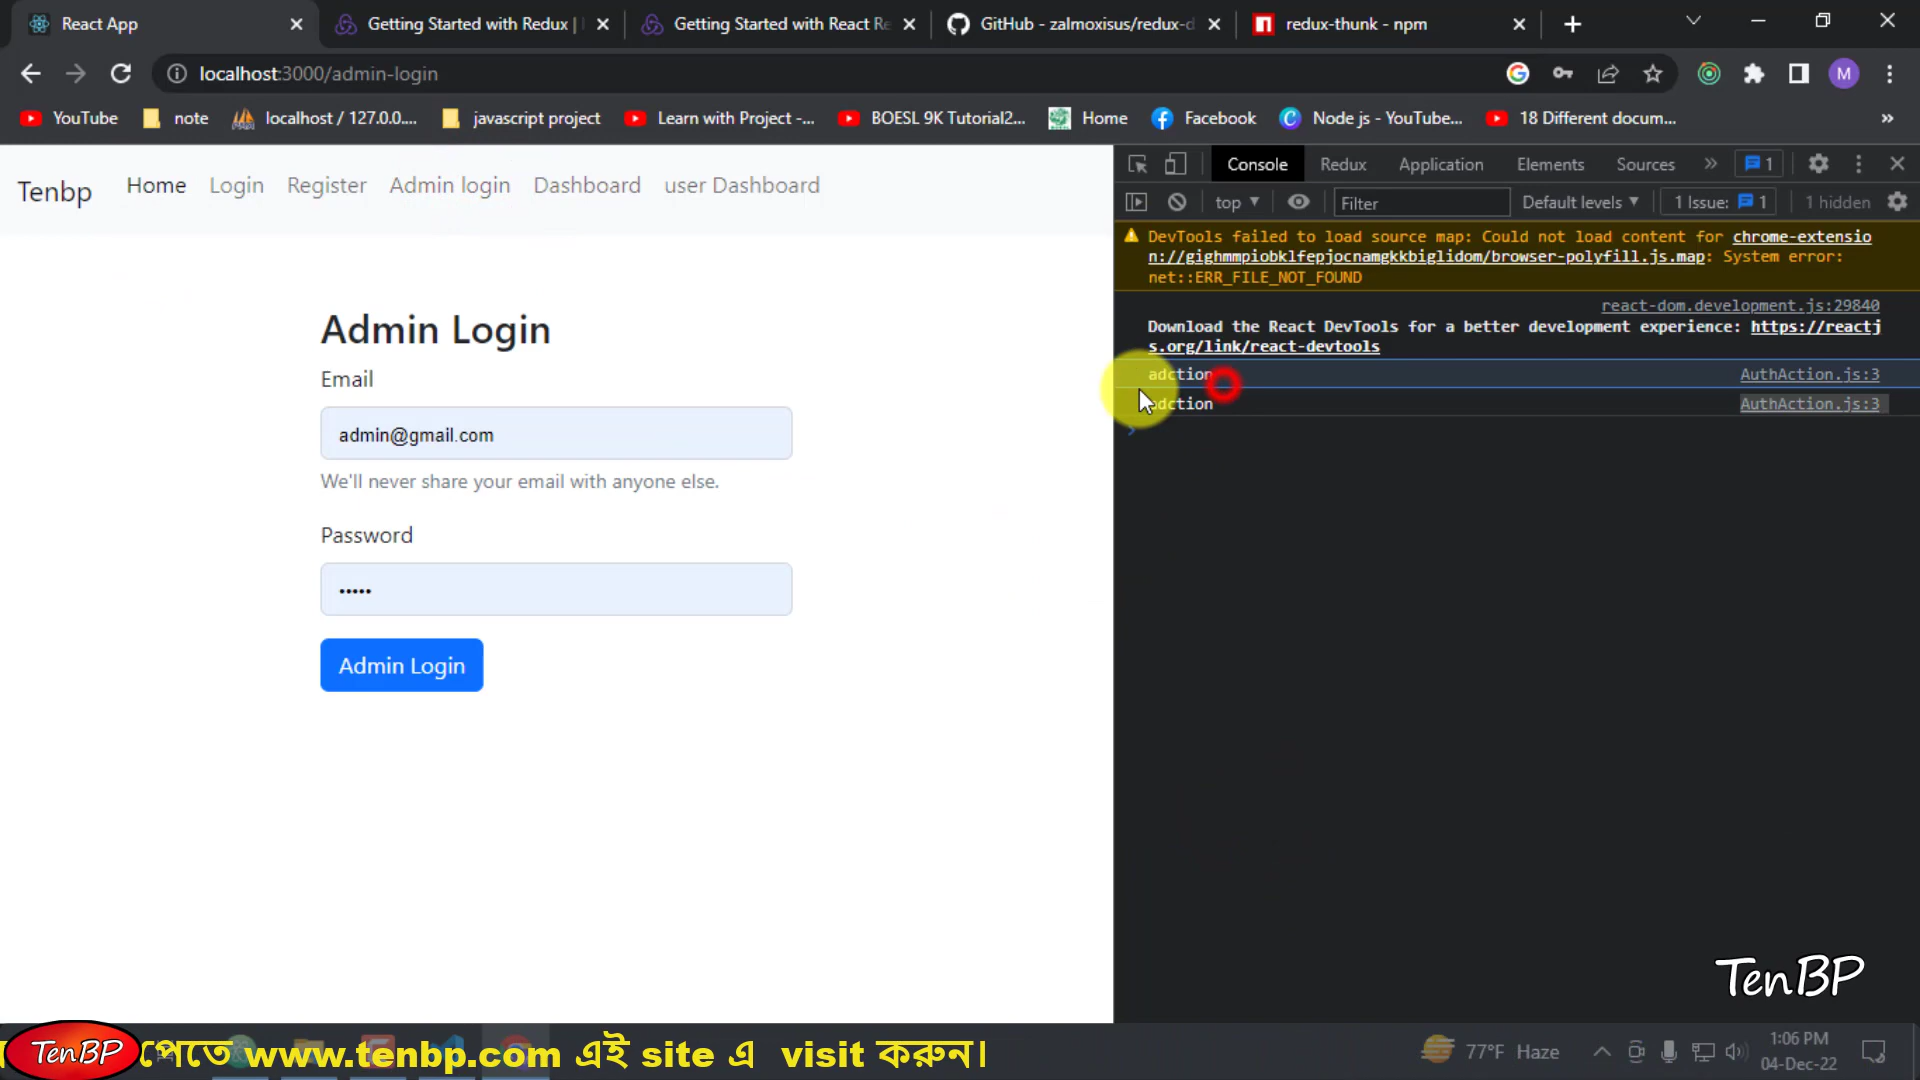 React App
Getting Started with Redux |
Getting Started with React Re
GitHub - zalmoxisus/redux-d
redux-thunk - npm
localhost:3000/admin-login
M
YouTube
note
localhost / 127.0.0....
javascript project
Learn with Project -...
BOESL 9K Tutorial2...
Home
Facebook
Node js - YouTube...
18 Different docum...
»
Tenbp
Home
Login
Register
Admin login
Dashboard
user Dashboard
Console
Redux
Application
Elements
Sources
»
1
top
Filter
Default levels
1 Issue: 1
1 hidden
DevTools failed to load source map: Could not load content for chrome-extensio
n://gighmmpiobklfepjocnamgkkbiglidom/browser-polyfill.js.map: System error:
net::ERR_FILE_NOT_FOUND
react-dom.development.js:29840
Download the React DevTools for a better development experience: https://reactj
s.org/link/react-devtools
adction
AuthAction.js:3
adction
AuthAction.js:3
Admin Login
Email
admin@gmail.com
We'll never share your email with anyone else.
Password
•••••
Admin Login
TenBP
TenBP
পেতে www.tenbp.com এই site এ visit করুন।
77°F Haze
1:06 PM
04-Dec-22